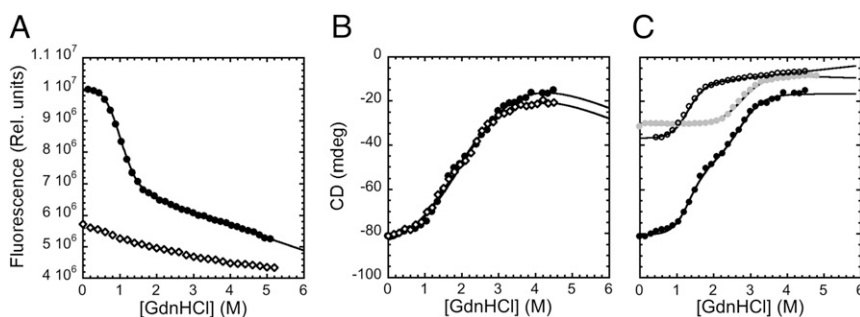 A
B
C
1.1 10⁷
1 10⁷
9 10⁶
8 10⁶
7 10⁶
6 10⁶
5 10⁶
4 10⁶
Fluorescence (Rel. units)
0 1 2 3 4 5 6
[GdnHCl] (M)
0
-20
-40
-60
-80
-100
CD (mdeg)
0 1 2 3 4 5 6
[GdnHCl] (M)
0 1 2 3 4 5 6
[GdnHCl] (M)